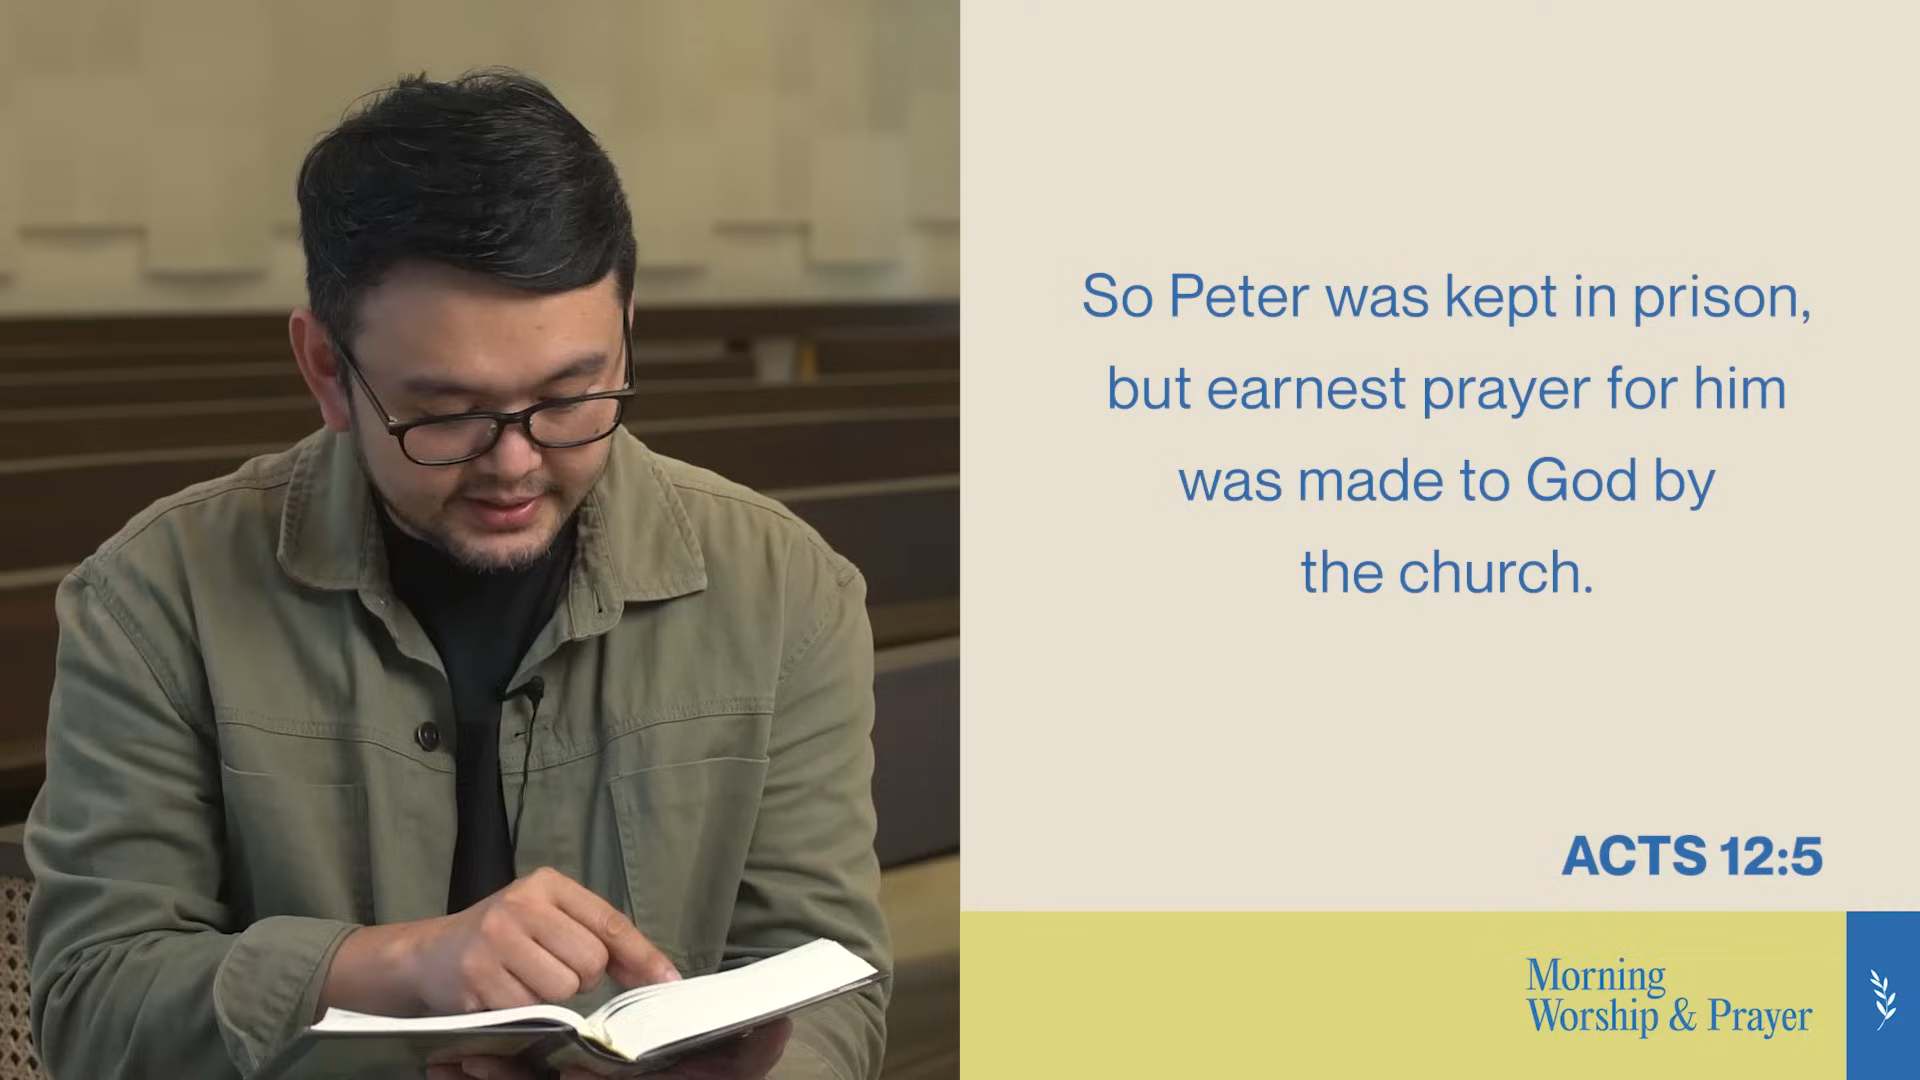 So Peter was kept in prison,
but earnest prayer for him
was made to God by
the church.
ACTS 12:5
Morning
Worship & Prayer